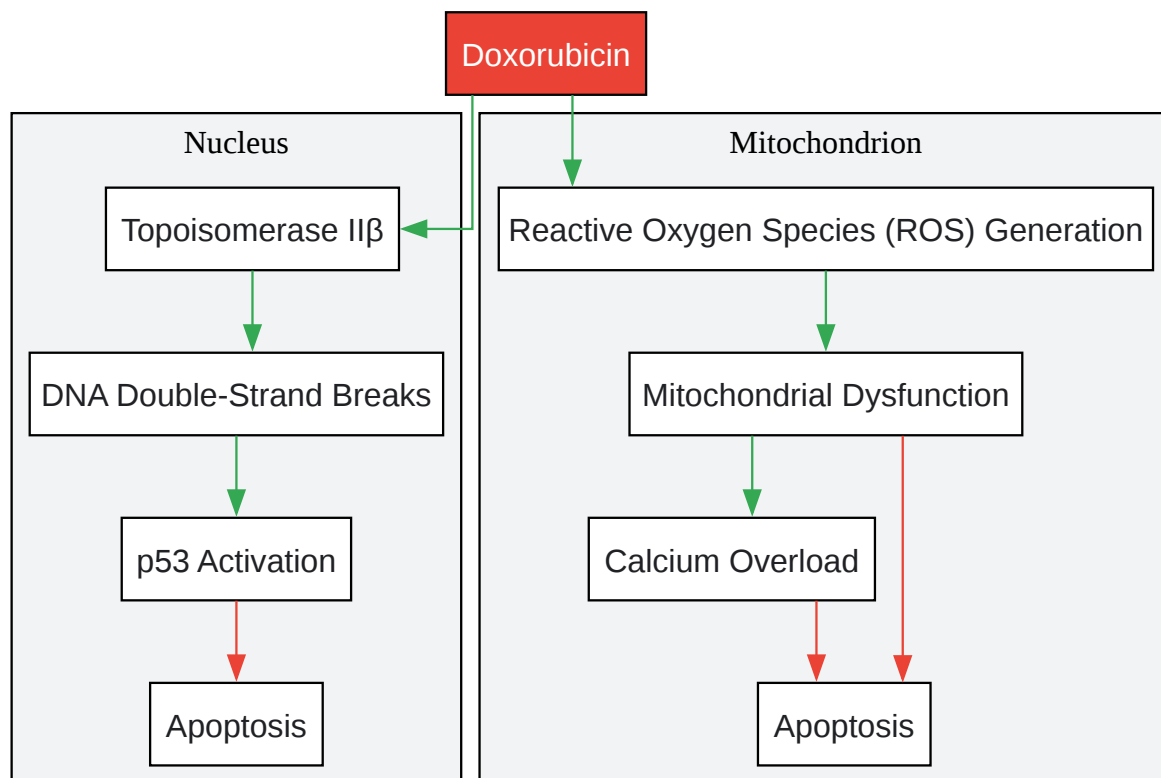 Doxorubicin
Nucleus
Topoisomerase IIβ
DNA Double-Strand Breaks
p53 Activation
Apoptosis
Mitochondrion
Reactive Oxygen Species (ROS) Generation
Mitochondrial Dysfunction
Calcium Overload
Apoptosis